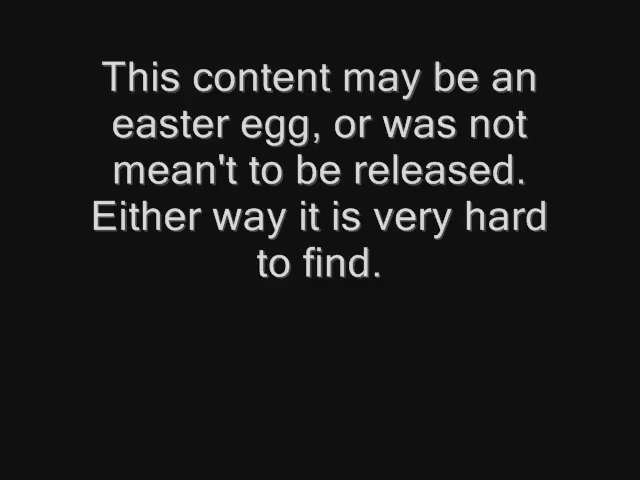 This content may be an
easter egg, or was not
mean't to be released.
Either way it is very hard
to find.